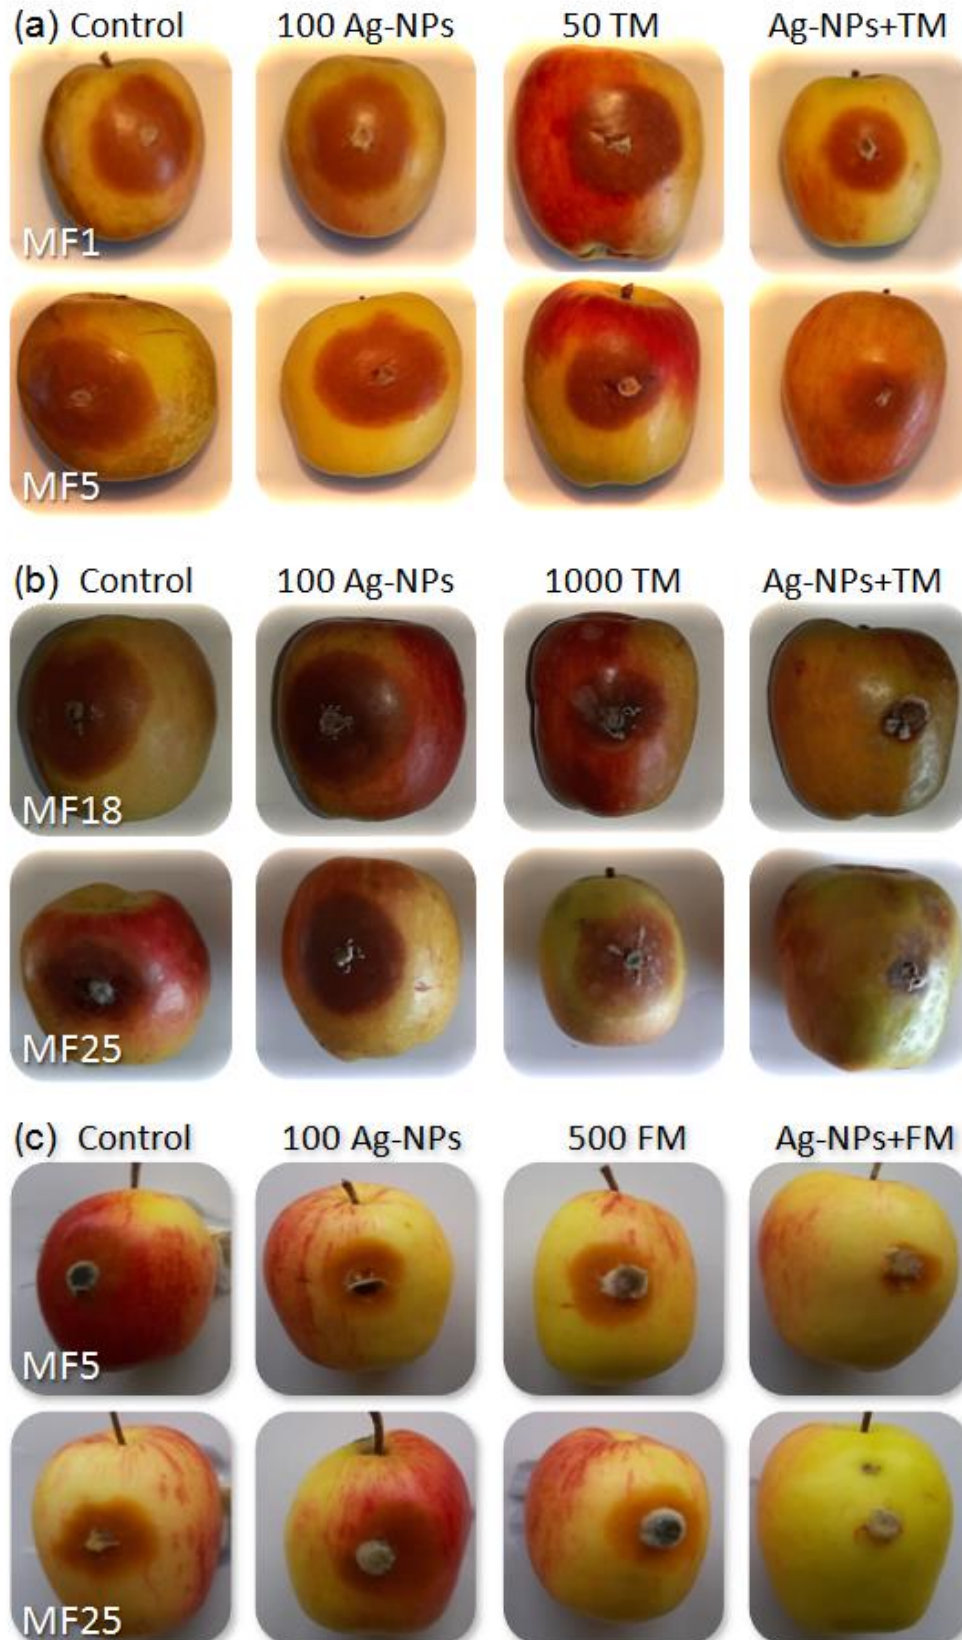 (a) Control 100 Ag-NPs 50 TM Ag-NPs+TM
MF1
MF5
(b) Control 100 Ag-NPs 1000 TM Ag-NPs+TM
MF18
MF25
(c) Control 100 Ag-NPs 500 FM Ag-NPs+FM
MF5
MF25